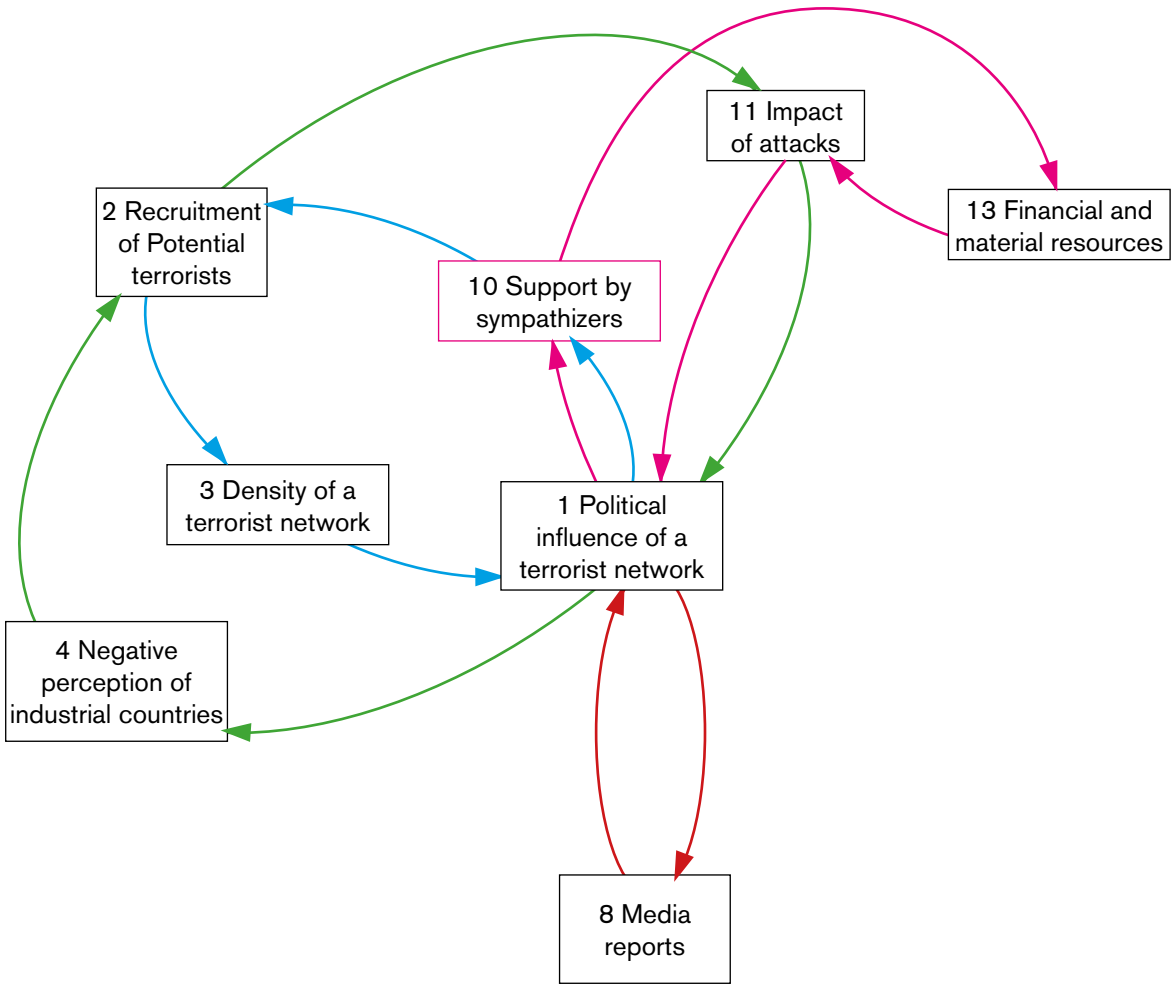 11 Impact
of attacks
2 Recruitment
of Potential
terrorists
13 Financial and
material resources
10 Support by
sympathizers
3 Density of a
terrorist network
1 Political
influence of a
terrorist network
4 Negative
perception of
industrial countries
8 Media
reports